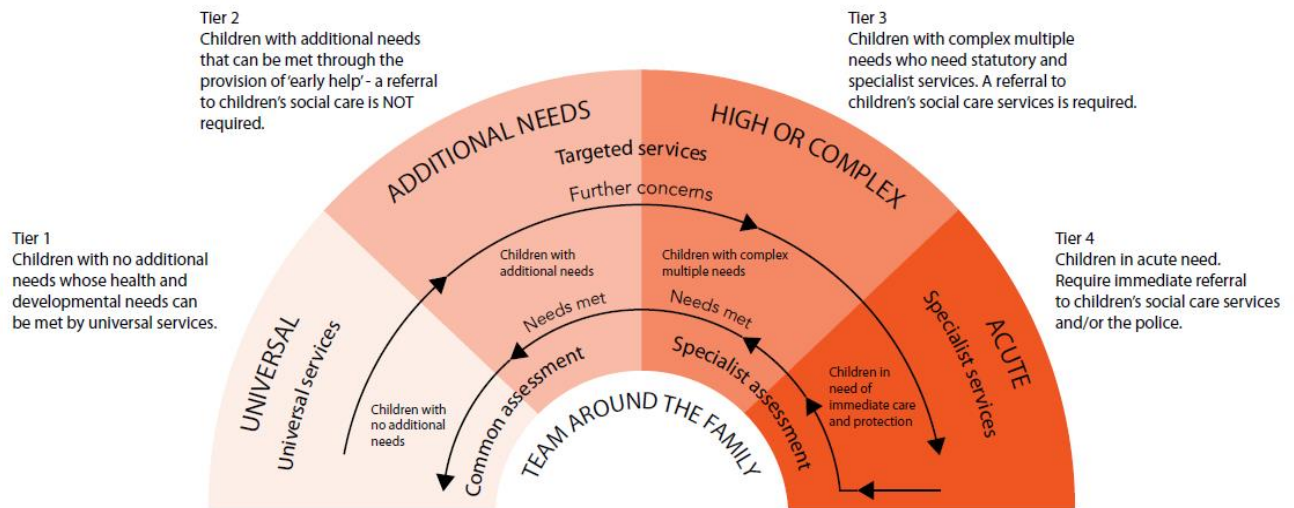 Tier 2
Children with additional needs
that can be met through the
provision of ‘early help’ - a referral
to children’s social care is NOT
required.
Tier 3
Children with complex multiple
needs who need statutory and
specialist services. A referral to
children’s social care services is required.
Tier 1
Children with no additional
needs whose health and
developmental needs can
be met by universal services.
Tier 4
Children in acute need.
Require immediate referral
to children’s social care services
and/or the police.
UNIVERSAL
Universal services
ADDITIONAL NEEDS
HIGH OR COMPLEX
Targeted services
Further concerns
ACUTE
Specialist services
Children with
no additional
needs
Children with
additional needs
Children with complex
multiple needs
Children in
need of
immediate care
and protection
Needs met
Needs met
Common assessment
Specialist assessment
TEAM AROUND THE FAMILY